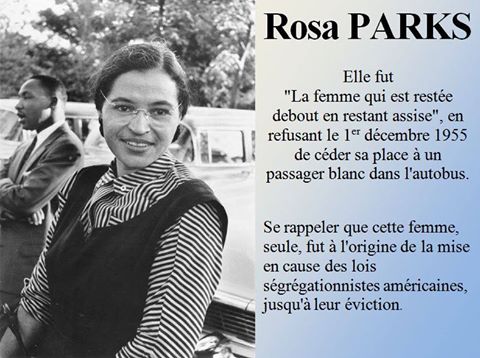 Rosa PARKS
Elle fut
"La femme qui est restée
debout en restant assise", en
refusant le 1er décembre 1955
de céder sa place à un
passager blanc dans l'autobus.
Se rappeler que cette femme,
seule, fut à l'origine de la mise
en cause des lois
ségrégationnistes américaines,
jusqu'à leur éviction.